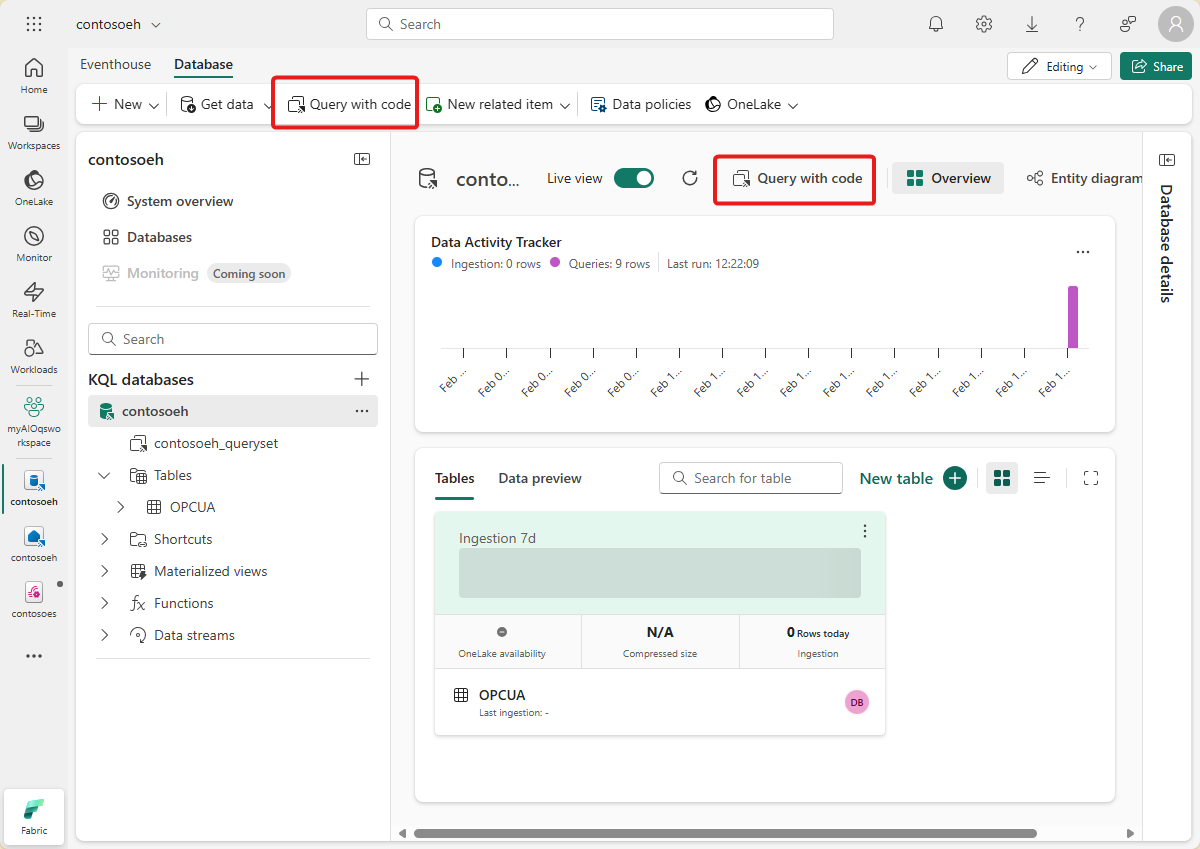 contosoeh
Search
Home
Workspaces
OneLake
Monitor
Real-Time
Workloads
myAIOqswo
rkspace
contosoeh
contosoeh
contosoes
Fabric
Eventhouse Database
Editing
Share
New
Get data
Query with code
New related item
Data policies
OneLake
contosoeh
System overview
Databases
Monitoring Coming soon
Search
KQL databases
contosoeh
contosoeh_queryset
Tables
OPCUA
Shortcuts
Materialized views
Functions
Data streams
conto...
Live view
Query with code
Overview
Entity diagram
Data Activity Tracker
Ingestion: 0 rows Queries: 9 rows Last run: 12:22:09
Feb ... Feb 0... Feb 0... Feb 0... Feb 0... Feb 1... Feb 1... Feb 1... Feb 1... Feb 1... Feb 1... Feb 1... Feb 1... Feb 1... Feb 1...
Tables Data preview
Search for table
New table
Ingestion 7d
OneLake availability
N/A
Compressed size
0 Rows today
Ingestion
OPCUA
Last ingestion: -
DB
Database details